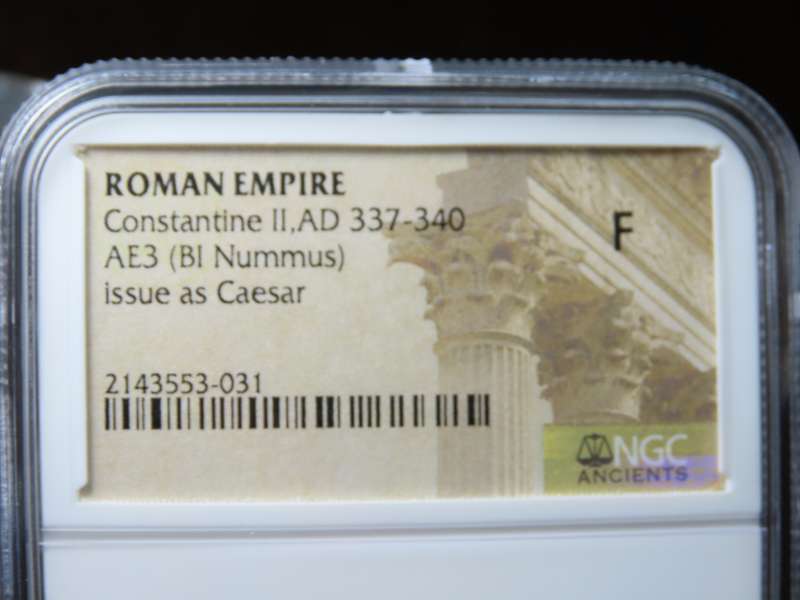 ROMAN EMPIRE
Constantine II, AD 337-340
AE3 (BI Nummus)
issue as Caesar
F
2143553-031
NGC
ANCIENTS